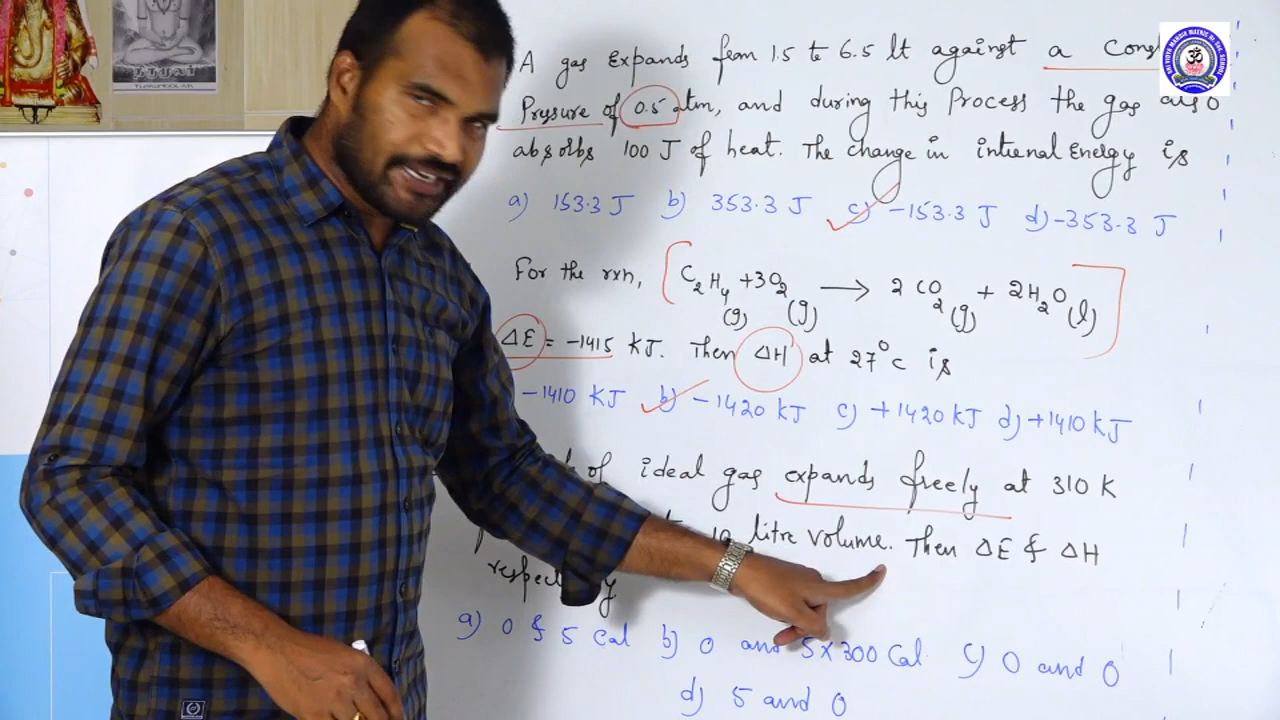 A gas expands from 1.5 to 6.5 lt against a const
Pressure of 0.5 atm, and during this process the gas also
absorbs 100 J of heat. The change in internal Energy is
a) 153.3 J b) 353.3 J c) -153.3 J d) -353.3 J
For the rxn, C2H4 (g) + 3O2 (g) → 2 CO2 (g) + 2H2O (l)
ΔE = -1415 KJ. Then ΔH at 27°C is
-1410 KJ b) -1420 KJ c) +1420 KJ d) +1410 KJ
of ideal gas expands freely at 310 K
litre volume. Then ΔE & ΔH
a) 0 & 5 Cal b) 0 and 5×300 Cal c) 0 and 0
d) 5 and 0